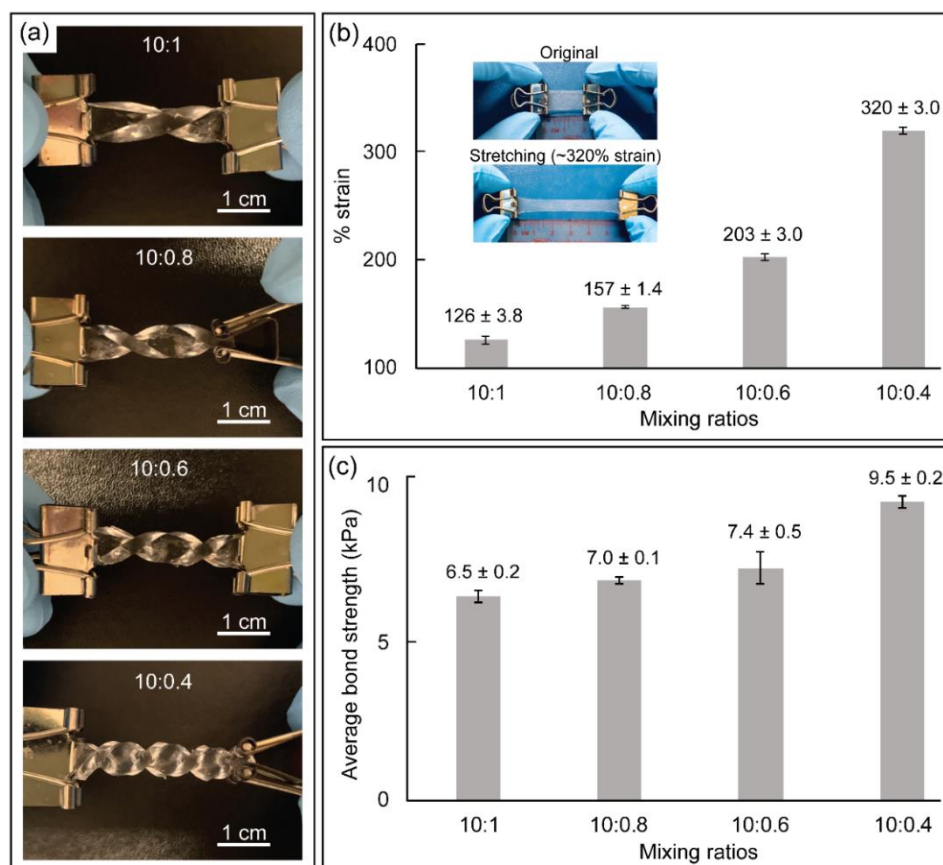 (a)
10:1
1 cm
10:0.8
1 cm
10:0.6
1 cm
10:0.4
1 cm
(b)
400
300
200
100
% strain
Original
Stretching (~320% strain)
126 ± 3.8
157 ± 1.4
203 ± 3.0
320 ± 3.0
10:1 10:0.8 10:0.6 10:0.4
Mixing ratios
(c)
10
5
0
Average bond strength (kPa)
6.5 ± 0.2
7.0 ± 0.1
7.4 ± 0.5
9.5 ± 0.2
10:1 10:0.8 10:0.6 10:0.4
Mixing ratios